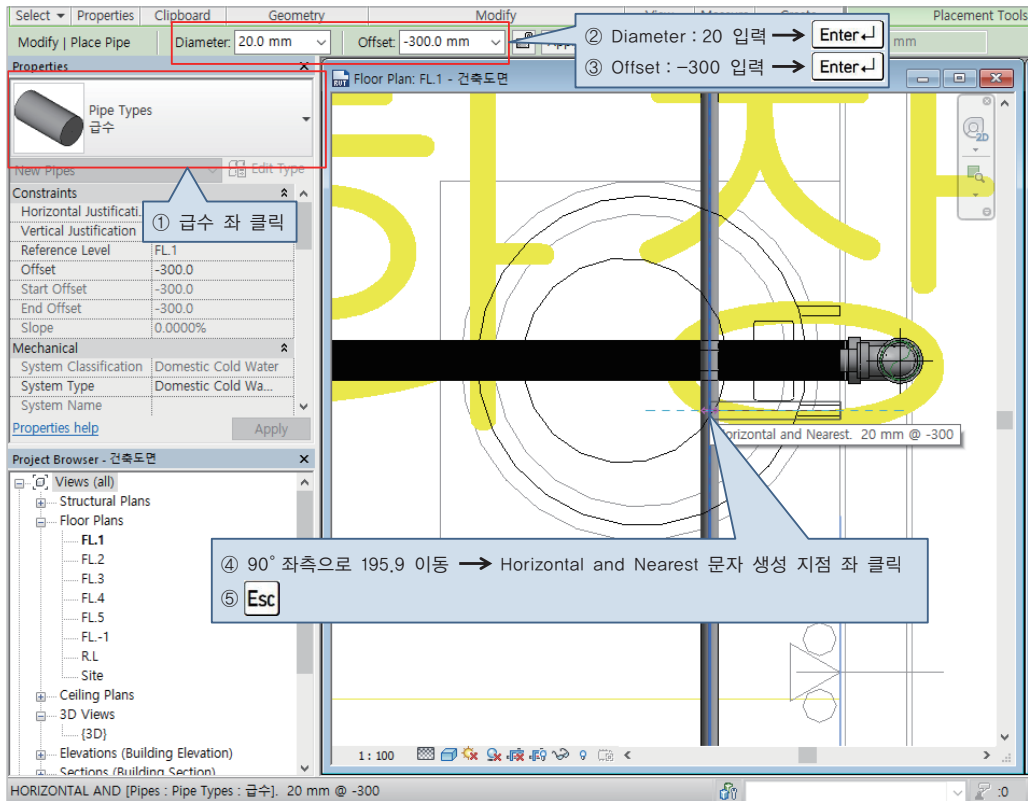 Select Properties Clipboard Geometry Modify View Measure Create Placement Tools
Modify | Place Pipe Diameter: 20.0 mm Offset: -300.0 mm mm
② Diameter : 20 입력 → Enter↵
③ Offset : -300 입력 → Enter↵
Properties
Pipe Types
급수
New Pipes Edit Type
① 급수 좌 클릭
Constraints
Horizontal Justificati...
Vertical Justification
Reference Level FL.1
Offset -300.0
Start Offset -300.0
End Offset -300.0
Slope 0.0000%
Mechanical
System Classification Domestic Cold Water
System Type Domestic Cold Wa...
System Name
Properties help Apply
Floor Plan: FL.1 - 건축도면
2D
Horizontal and Nearest. 20 mm @ -300
④ 90° 좌측으로 195.9 이동 → Horizontal and Nearest 문자 생성 지점 좌 클릭
⑤ Esc
Project Browser - 건축도면
Views (all)
Structural Plans
Floor Plans
FL.1
FL.2
FL.3
FL.4
FL.5
FL.-1
R.L
Site
Ceiling Plans
3D Views
{3D}
Elevations (Building Elevation)
Sections (Building Section)
1 : 100
HORIZONTAL AND [Pipes : Pipe Types : 급수]. 20 mm @ -300 :0